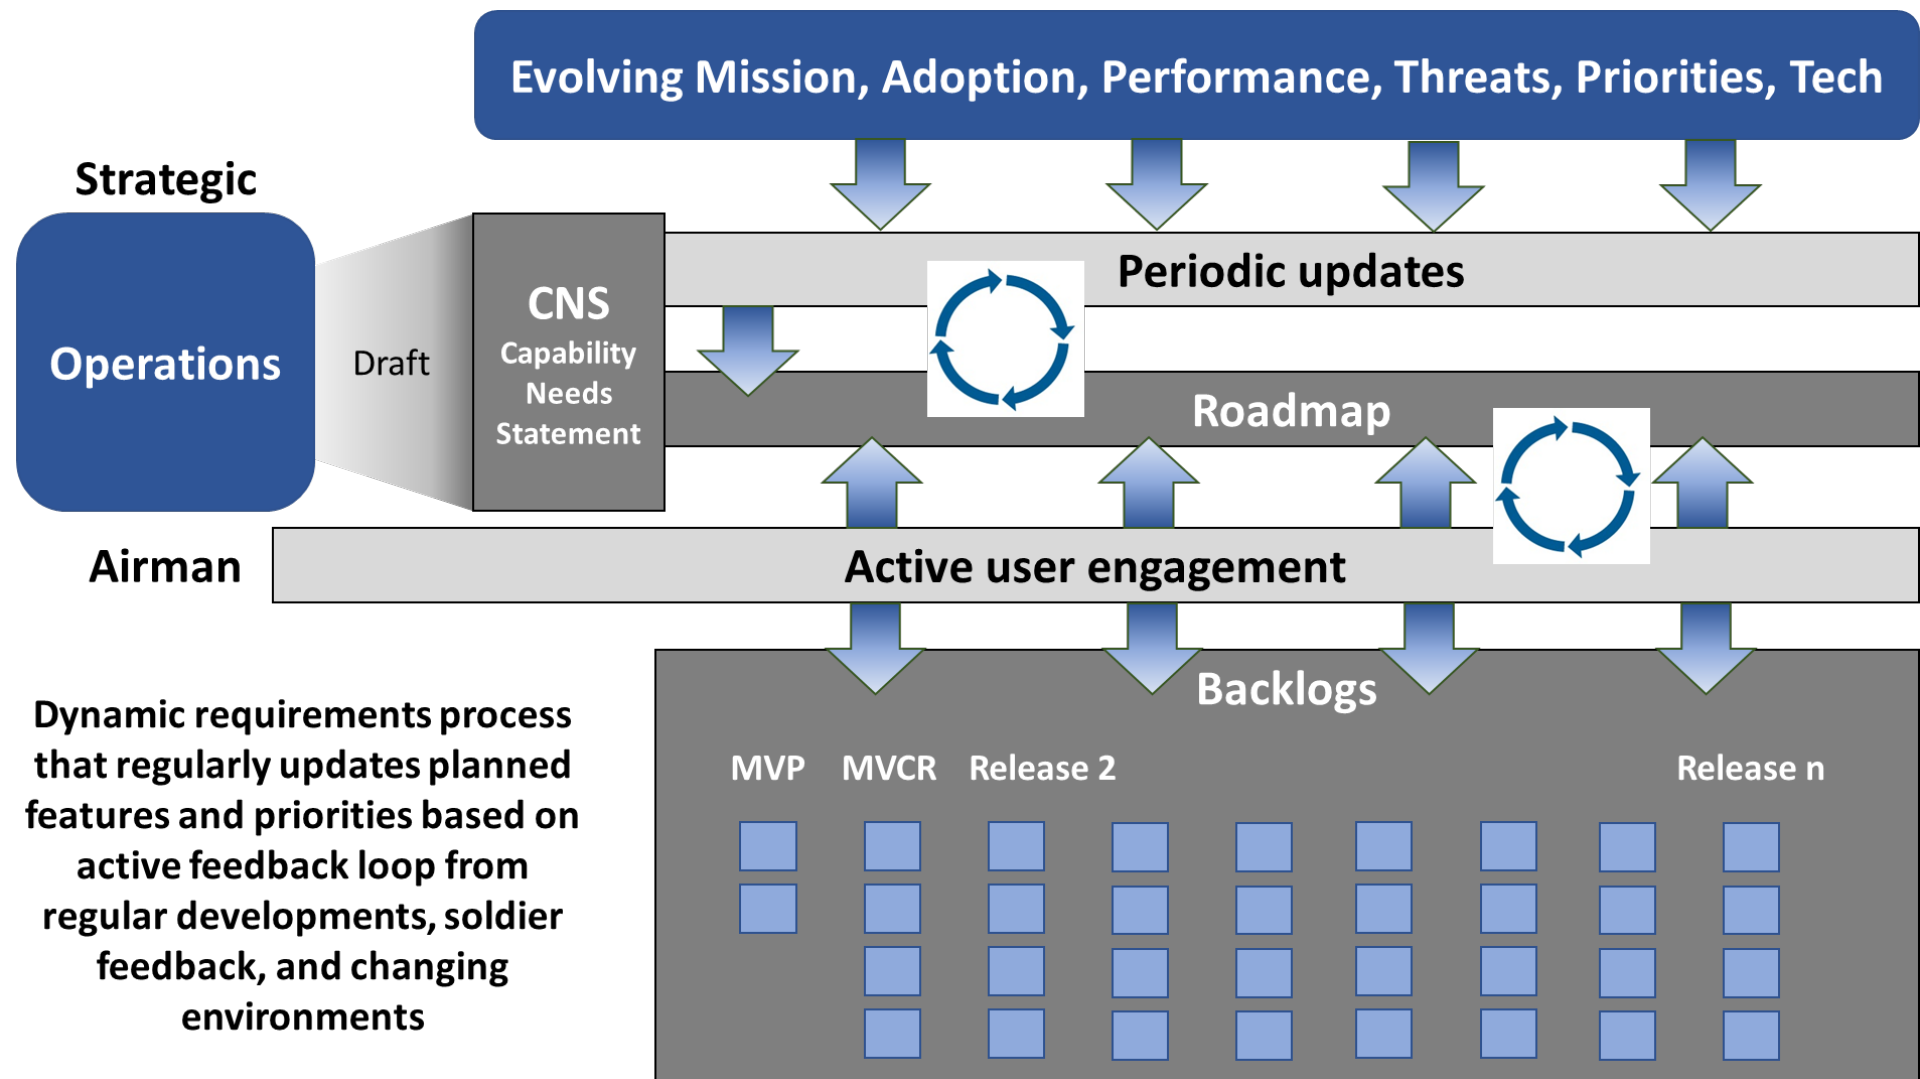 Evolving Mission, Adoption, Performance, Threats, Priorities, Tech
Strategic
Operations
Draft
CNS
Capability
Needs
Statement
Periodic updates
Roadmap
Airman
Active user engagement
Dynamic requirements process
that regularly updates planned
features and priorities based on
active feedback loop from
regular developments, soldier
feedback, and changing
environments
Backlogs
MVP
MVCR
Release 2
Release n